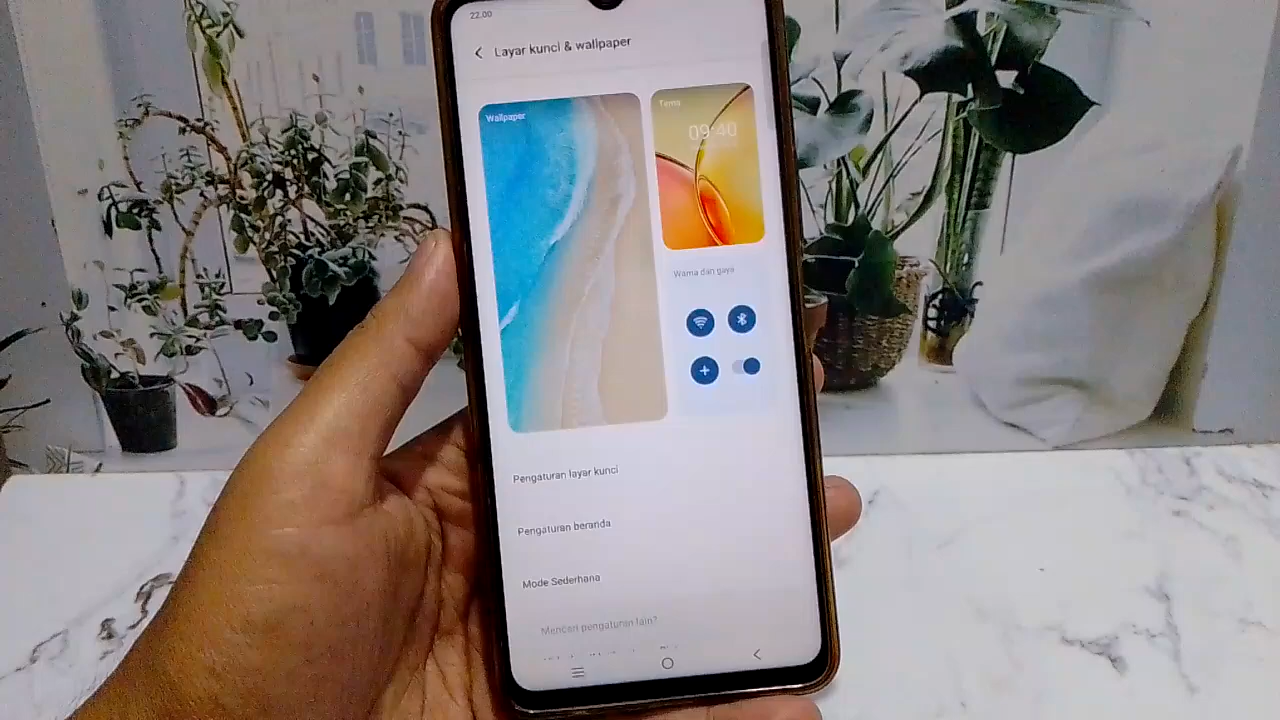 22.00
Layar kunci & wallpaper
Wallpaper
Tema
09:40
Warna dan gaya
Pengaturan layar kunci
Pengaturan beranda
Mode Sederhana
Mencari pengaturan lain?